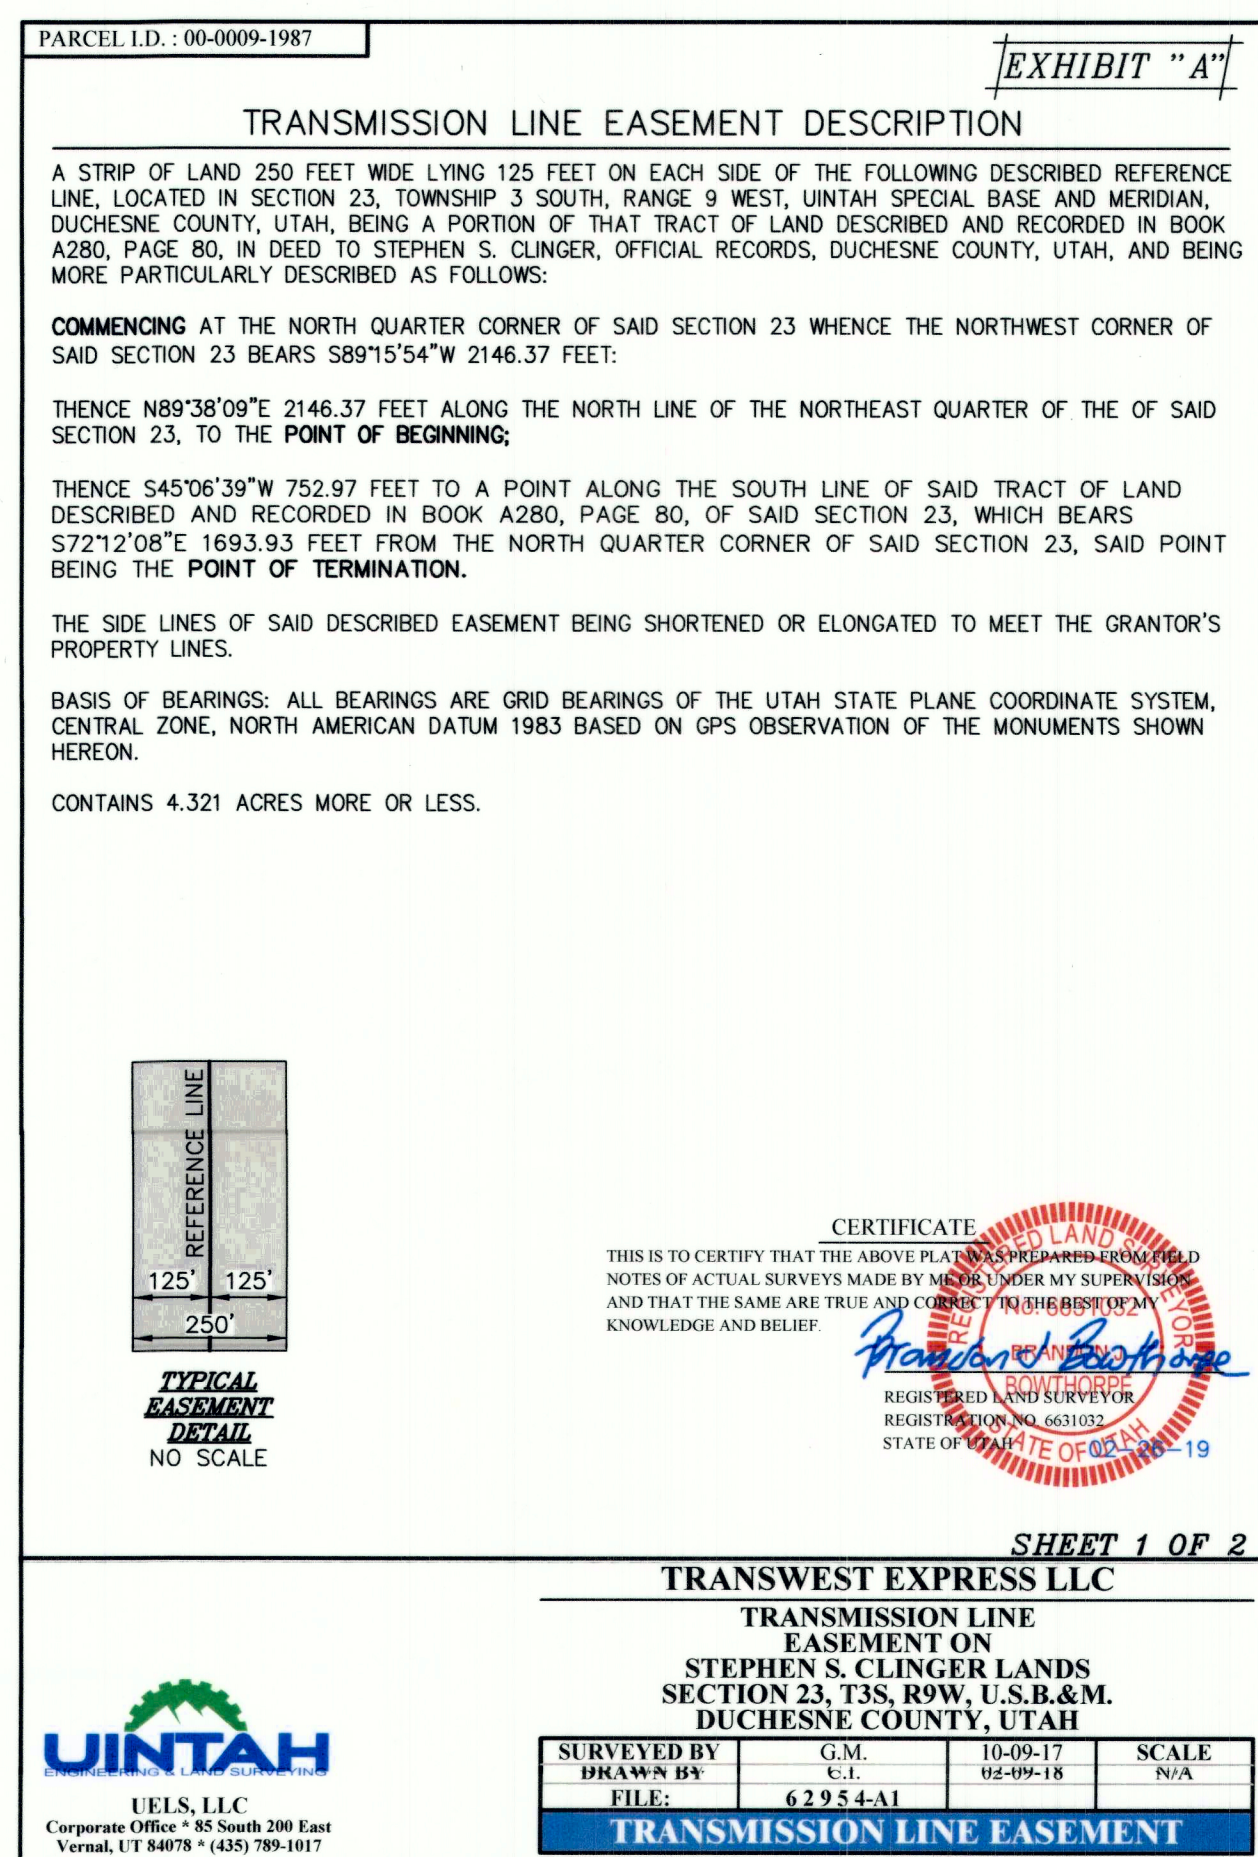 PARCEL I.D. : 00-0009-1987
EXHIBIT "A"
TRANSMISSION LINE EASEMENT DESCRIPTION
A STRIP OF LAND 250 FEET WIDE LYING 125 FEET ON EACH SIDE OF THE FOLLOWING DESCRIBED REFERENCE
LINE, LOCATED IN SECTION 23, TOWNSHIP 3 SOUTH, RANGE 9 WEST, UINTAH SPECIAL BASE AND MERIDIAN,
DUCHESNE COUNTY, UTAH, BEING A PORTION OF THAT TRACT OF LAND DESCRIBED AND RECORDED IN BOOK
A280, PAGE 80, IN DEED TO STEPHEN S. CLINGER, OFFICIAL RECORDS, DUCHESNE COUNTY, UTAH, AND BEING
MORE PARTICULARLY DESCRIBED AS FOLLOWS:
COMMENCING AT THE NORTH QUARTER CORNER OF SAID SECTION 23 WHENCE THE NORTHWEST CORNER OF
SAID SECTION 23 BEARS S89°15'54"W 2146.37 FEET:
THENCE N89°38'09"E 2146.37 FEET ALONG THE NORTH LINE OF THE NORTHEAST QUARTER OF THE OF SAID
SECTION 23, TO THE POINT OF BEGINNING;
THENCE S45°06'39"W 752.97 FEET TO A POINT ALONG THE SOUTH LINE OF SAID TRACT OF LAND
DESCRIBED AND RECORDED IN BOOK A280, PAGE 80, OF SAID SECTION 23, WHICH BEARS
S72°12'08"E 1693.93 FEET FROM THE NORTH QUARTER CORNER OF SAID SECTION 23, SAID POINT
BEING THE POINT OF TERMINATION.
THE SIDE LINES OF SAID DESCRIBED EASEMENT BEING SHORTENED OR ELONGATED TO MEET THE GRANTOR'S
PROPERTY LINES.
BASIS OF BEARINGS: ALL BEARINGS ARE GRID BEARINGS OF THE UTAH STATE PLANE COORDINATE SYSTEM,
CENTRAL ZONE, NORTH AMERICAN DATUM 1983 BASED ON GPS OBSERVATION OF THE MONUMENTS SHOWN
HEREON.
CONTAINS 4.321 ACRES MORE OR LESS.
REFERENCE LINE
125' 125'
250'
TYPICAL
EASEMENT
DETAIL
NO SCALE
CERTIFICATE
THIS IS TO CERTIFY THAT THE ABOVE PLAT WAS PREPARED FROM FIELD
NOTES OF ACTUAL SURVEYS MADE BY ME OR UNDER MY SUPERVISION
AND THAT THE SAME ARE TRUE AND CORRECT TO THE BEST OF MY
KNOWLEDGE AND BELIEF.
Brandon J Bowthorpe
REGISTERED LAND SURVEYOR
REGISTRATION NO. 6631032
STATE OF UTAH
REGISTERED LAND SURVEYOR
No. 6631032
BRANDON J.
BOWTHORPE
STATE OF UTAH
02-26-19
SHEET 1 OF 2
TRANSWEST EXPRESS LLC
TRANSMISSION LINE
EASEMENT ON
STEPHEN S. CLINGER LANDS
SECTION 23, T3S, R9W, U.S.B.&M.
DUCHESNE COUNTY, UTAH
SURVEYED BY G.M. 10-09-17 SCALE
DRAWN BY C.I. 02-09-18 N/A
FILE: 62954-A1
TRANSMISSION LINE EASEMENT
UINTAH
ENGINEERING & LAND SURVEYING
UELS, LLC
Corporate Office * 85 South 200 East
Vernal, UT 84078 * (435) 789-1017